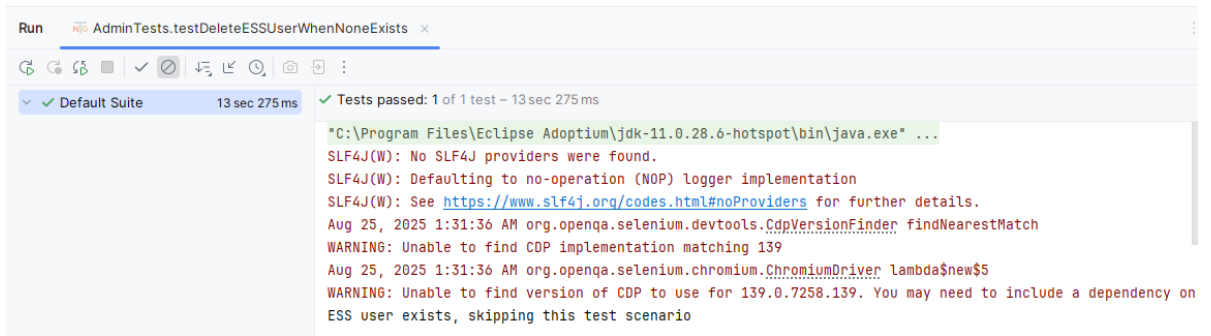 Run AdminTests.testDeleteESSUserWhenNoneExists
Default Suite 13 sec 275 ms
Tests passed: 1 of 1 test – 13 sec 275 ms
"C:\Program Files\Eclipse Adoptium\jdk-11.0.28.6-hotspot\bin\java.exe" ...
SLF4J(W): No SLF4J providers were found.
SLF4J(W): Defaulting to no-operation (NOP) logger implementation
SLF4J(W): See https://www.slf4j.org/codes.html#noProviders for further details.
Aug 25, 2025 1:31:36 AM org.openqa.selenium.devtools.CdpVersionFinder findNearestMatch
WARNING: Unable to find CDP implementation matching 139
Aug 25, 2025 1:31:36 AM org.openqa.selenium.chromium.ChromiumDriver lambda$new$5
WARNING: Unable to find version of CDP to use for 139.0.7258.139. You may need to include a dependency on
ESS user exists, skipping this test scenario